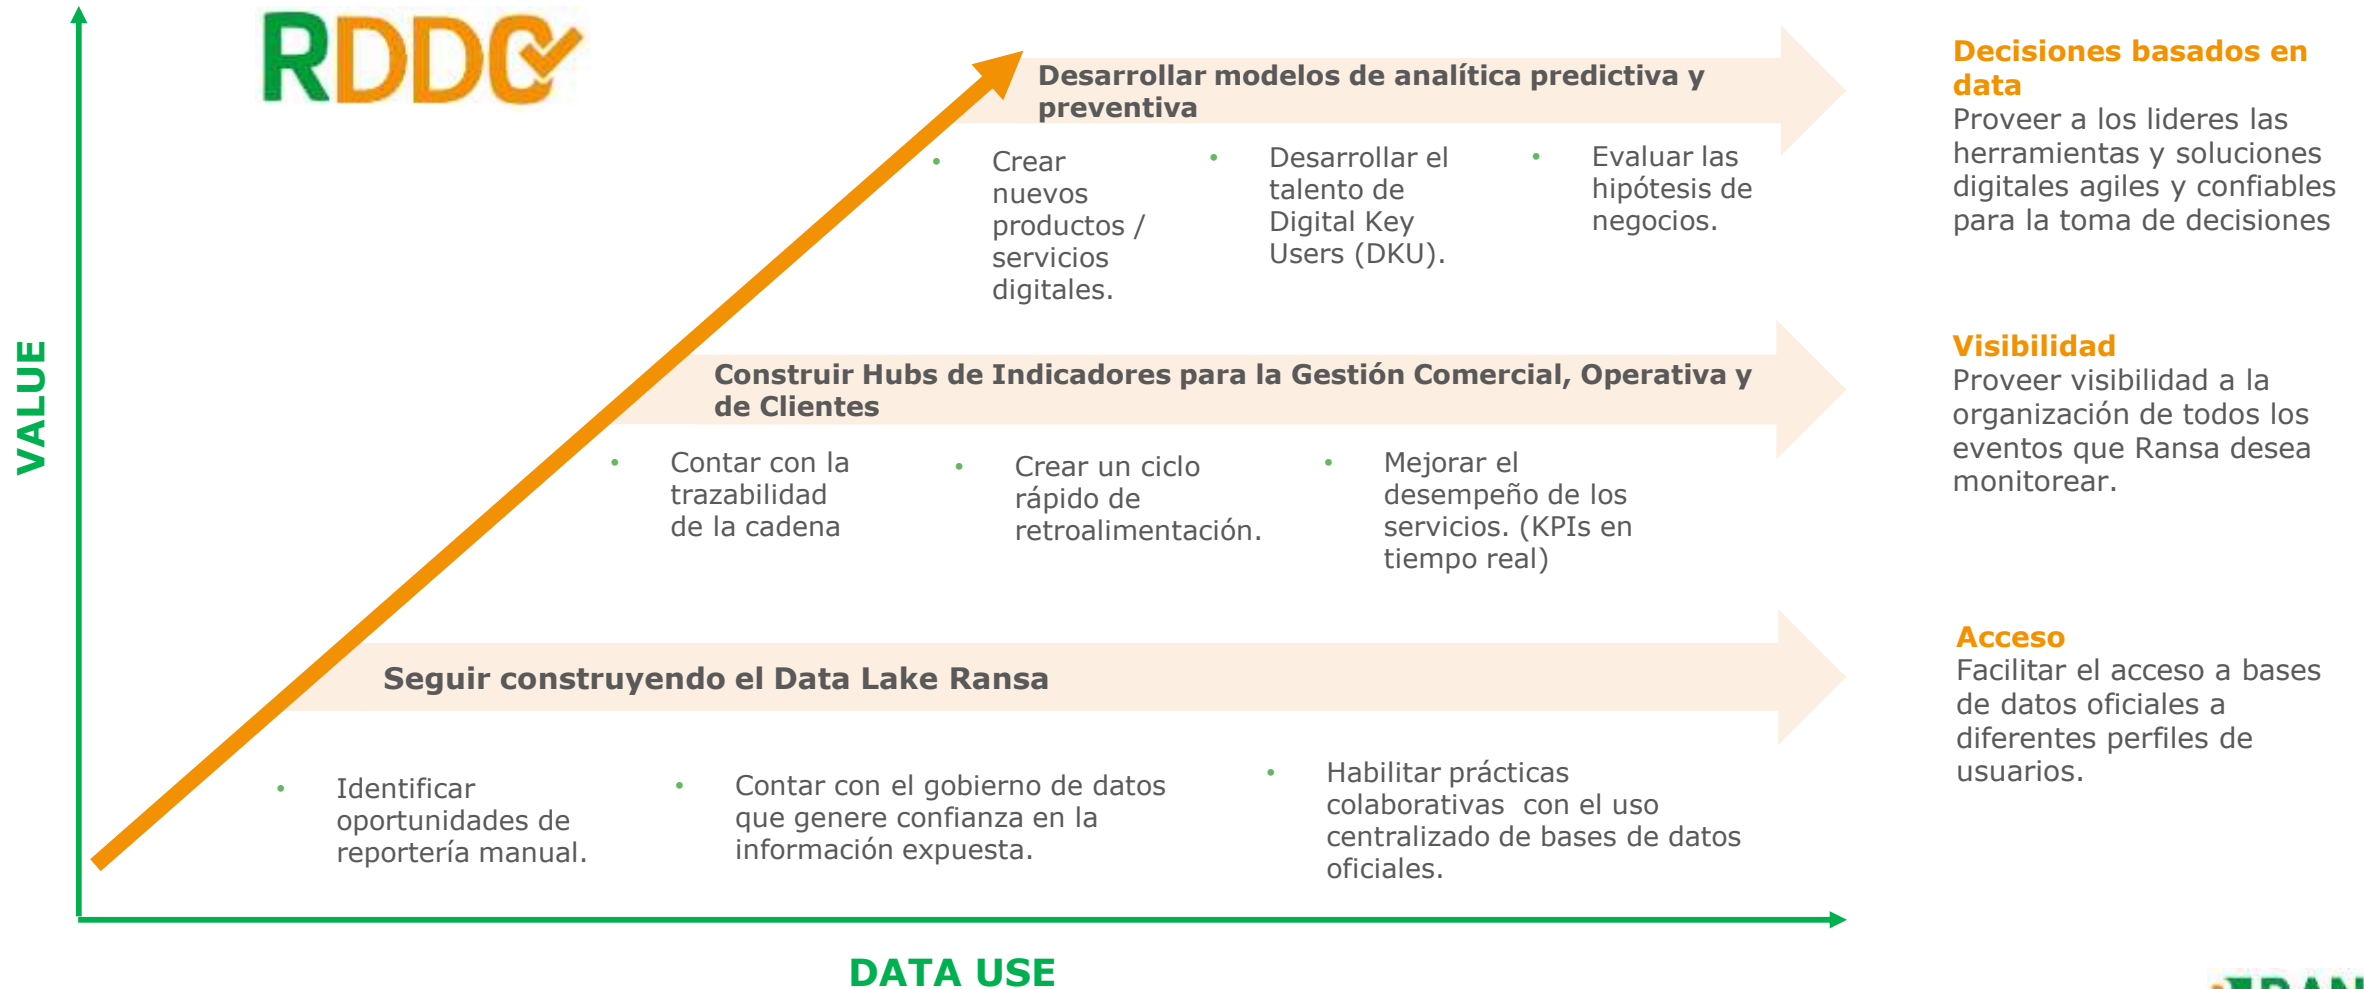 RDDO
Decisiones basados en
data
Proveer a los lideres las
herramientas y soluciones
digitales agiles y confiables
para la toma de decisiones
Desarrollar modelos de analítica predictiva y
preventiva
• Crear
nuevos
productos /
servicios
digitales.
• Desarrollar el
talento de
Digital Key
Users (DKU).
• Evaluar las
hipótesis de
negocios.
VALUE
Construir Hubs de Indicadores para la Gestión Comercial, Operativa y
de Clientes
• Contar con la
trazabilidad
de la cadena
• Crear un ciclo
rápido de
retroalimentación.
• Mejorar el
desempeño de los
servicios. (KPIs en
tiempo real)
Visibilidad
Proveer visibilidad a la
organización de todos los
eventos que Ransa desea
monitorear.
Seguir construyendo el Data Lake Ransa
• Identificar
oportunidades de
reportería manual.
• Contar con el gobierno de datos
que genere confianza en la
información expuesta.
• Habilitar prácticas
colaborativas con el uso
centralizado de bases de datos
oficiales.
Acceso
Facilitar el acceso a bases
de datos oficiales a
diferentes perfiles de
usuarios.
DATA USE